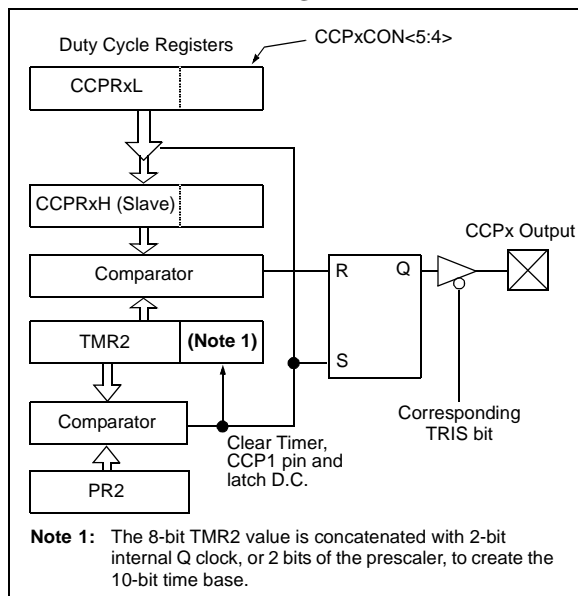 Duty Cycle Registers
CCPxCON<5:4>
CCPRxL
CCPRxH (Slave)
CCPx Output
Comparator
R
Q
TMR2
(Note 1)
S
Comparator
Clear Timer,
CCP1 pin and
latch D.C.
Corresponding
TRIS bit
PR2
Note 1: The 8-bit TMR2 value is concatenated with 2-bit
internal Q clock, or 2 bits of the prescaler, to create the
10-bit time base.